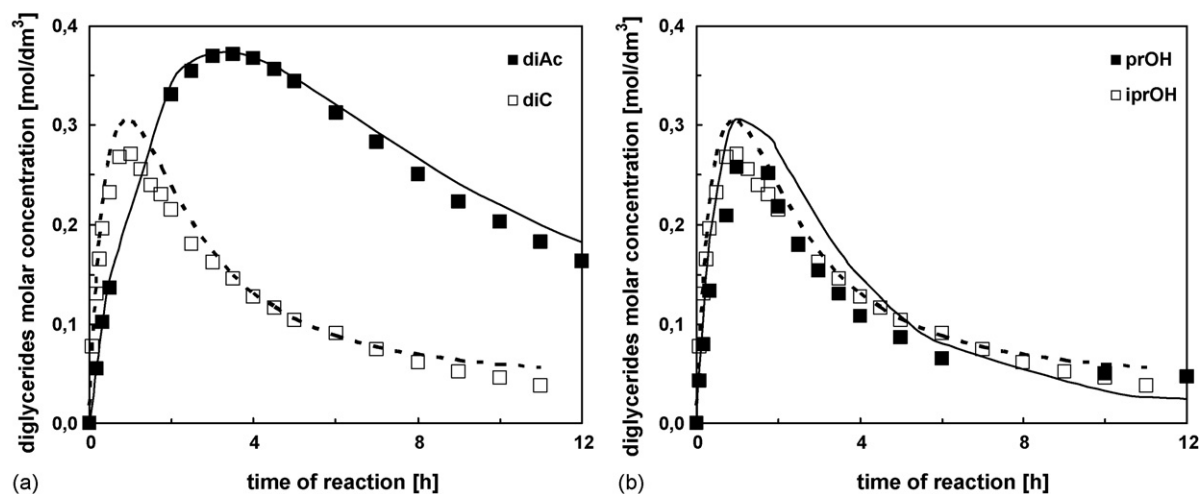 diglycerides molar concentration [mol/dm³]
0,4
0,3
0,2
0,1
0,0
diAc
diC
0
4
8
12
time of reaction [h]
(a)
diglycerides molar concentration [mol/dm³]
0,4
0,3
0,2
0,1
0,0
prOH
iprOH
0
4
8
12
time of reaction [h]
(b)